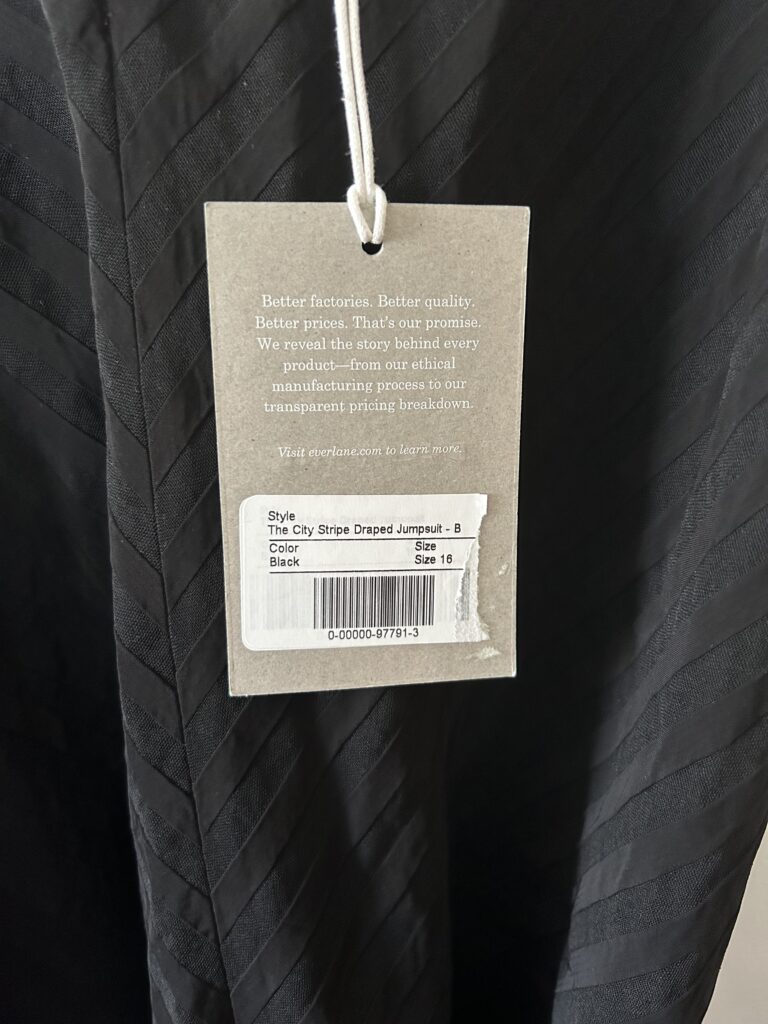 Better factories. Better quality.
Better prices. That's our promise.
We reveal the story behind every
product—from our ethical
manufacturing process to our
transparent pricing breakdown.
Visit everlane.com to learn more.
Style
The City Stripe Draped Jumpsuit - B
Color Size
Black Size 16
0-00000-97791-3